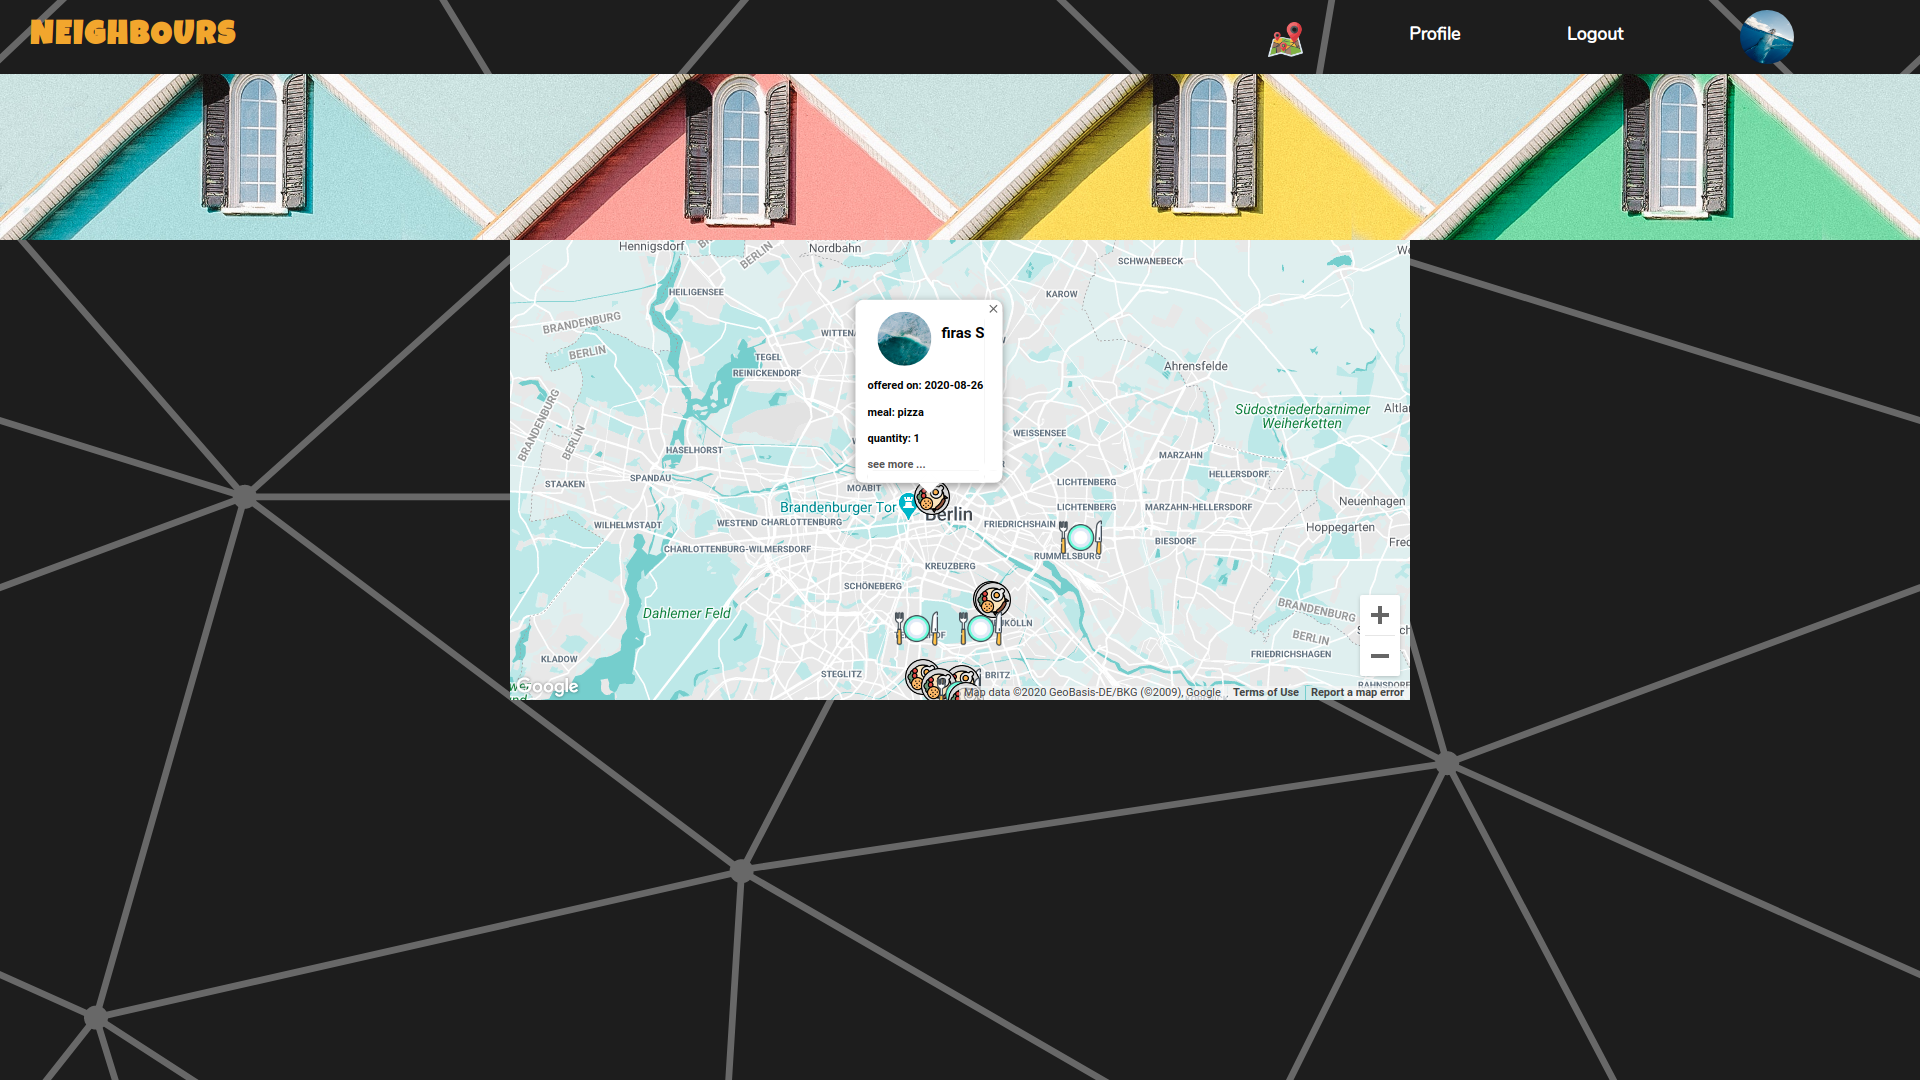 NEIGHBOURS
Profile
Logout
Hennigsdorf
BERLIN
Nordbahn
SCHWANEBECK
HEILIGENSEE
KAROW
BRANDENBURG
BERLIN
TEGEL
REINICKENDORF
firas S
offered on: 2020-08-26
meal: pizza
quantity: 1
see more ...
Ahrensfelde
Südostniederbarnimer
Weiherketten
BRANDENBURG
BERLIN
WEISSENSEE
HASELHORST
MARZAHN
HELLERSDORF
STAAKEN
SPANDAU
MOABIT
LICHTENBERG
Brandenburger Tor
Berlin
LICHTENBERG
MARZAHN-HELLERSDORF
Neuenhagen
WILHELMSTADT
WESTEND
CHARLOTTENBURG
FRIEDRICHSHAIN
Hoppegarten
CHARLOTTENBURG-WILMERSDORF
RUMMELSBURG
BIESDORF
KREUZBERG
SCHÖNEBERG
Dahlemer Feld
BRANDENBURG
BERLIN
FRIEDRICHSHAGEN
KLADOW
STEGLITZ
BRITZ
Google
Map data ©2020 GeoBasis-DE/BKG (©2009), Google
Terms of Use
Report a map error